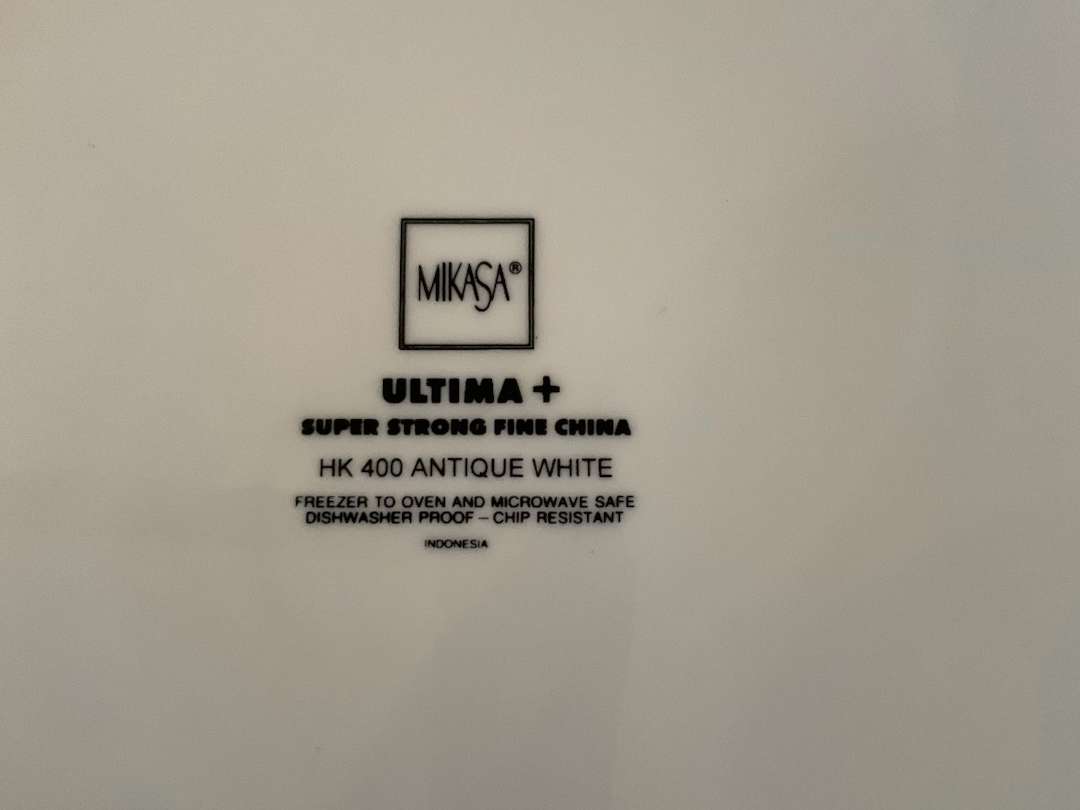 MIKASA®
ULTIMA +
SUPER STRONG FINE CHINA
HK 400 ANTIQUE WHITE
FREEZER TO OVEN AND MICROWAVE SAFE
DISHWASHER PROOF – CHIP RESISTANT
INDONESIA